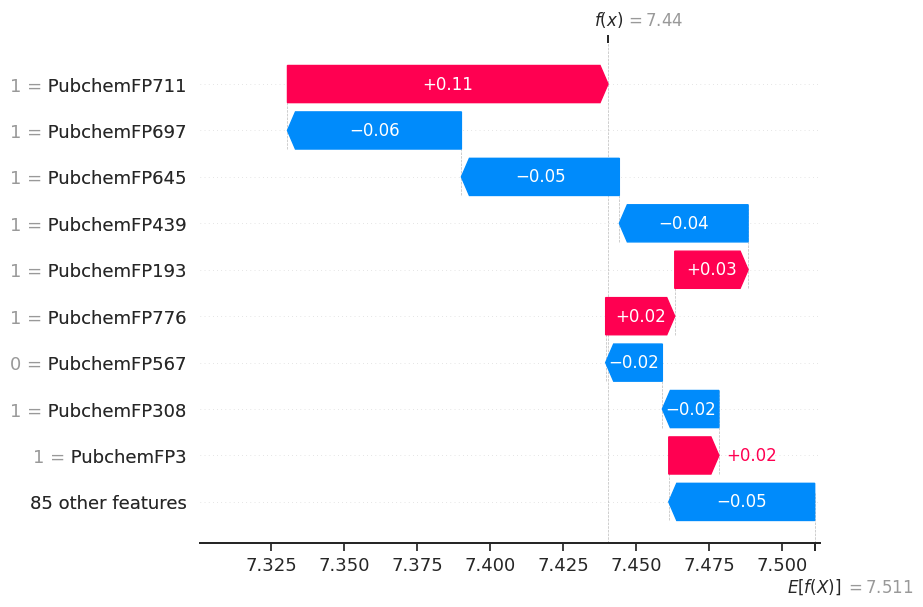 f(x) = 7.44
1 = PubchemFP711 +0.11
1 = PubchemFP697 −0.06
1 = PubchemFP645 −0.05
1 = PubchemFP439 −0.04
1 = PubchemFP193 +0.03
1 = PubchemFP776 +0.02
0 = PubchemFP567 −0.02
1 = PubchemFP308 −0.02
1 = PubchemFP3 +0.02
85 other features −0.05
7.325 7.350 7.375 7.400 7.425 7.450 7.475 7.500
E[f(X)] = 7.511